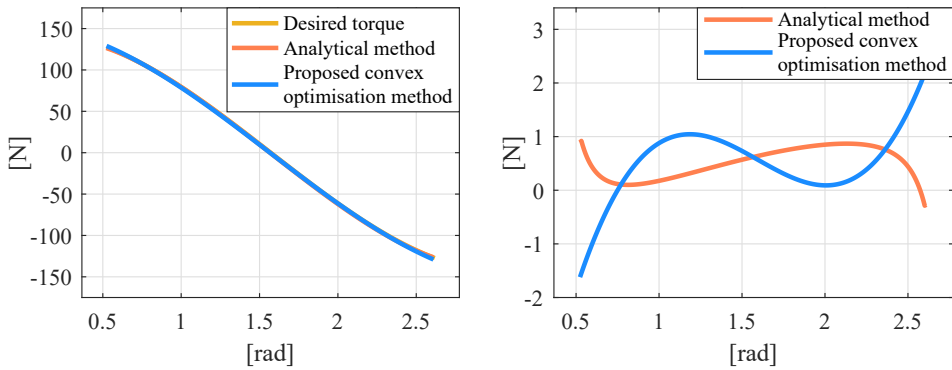 150
100
50
0
-50
-100
-150
[N]
0.5 1 1.5 2 2.5
[rad]
Desired torque
Analytical method
Proposed convex
optimisation method
3
2
1
0
-1
-2
[N]
0.5 1 1.5 2 2.5
[rad]
Analytical method
Proposed convex
optimisation method